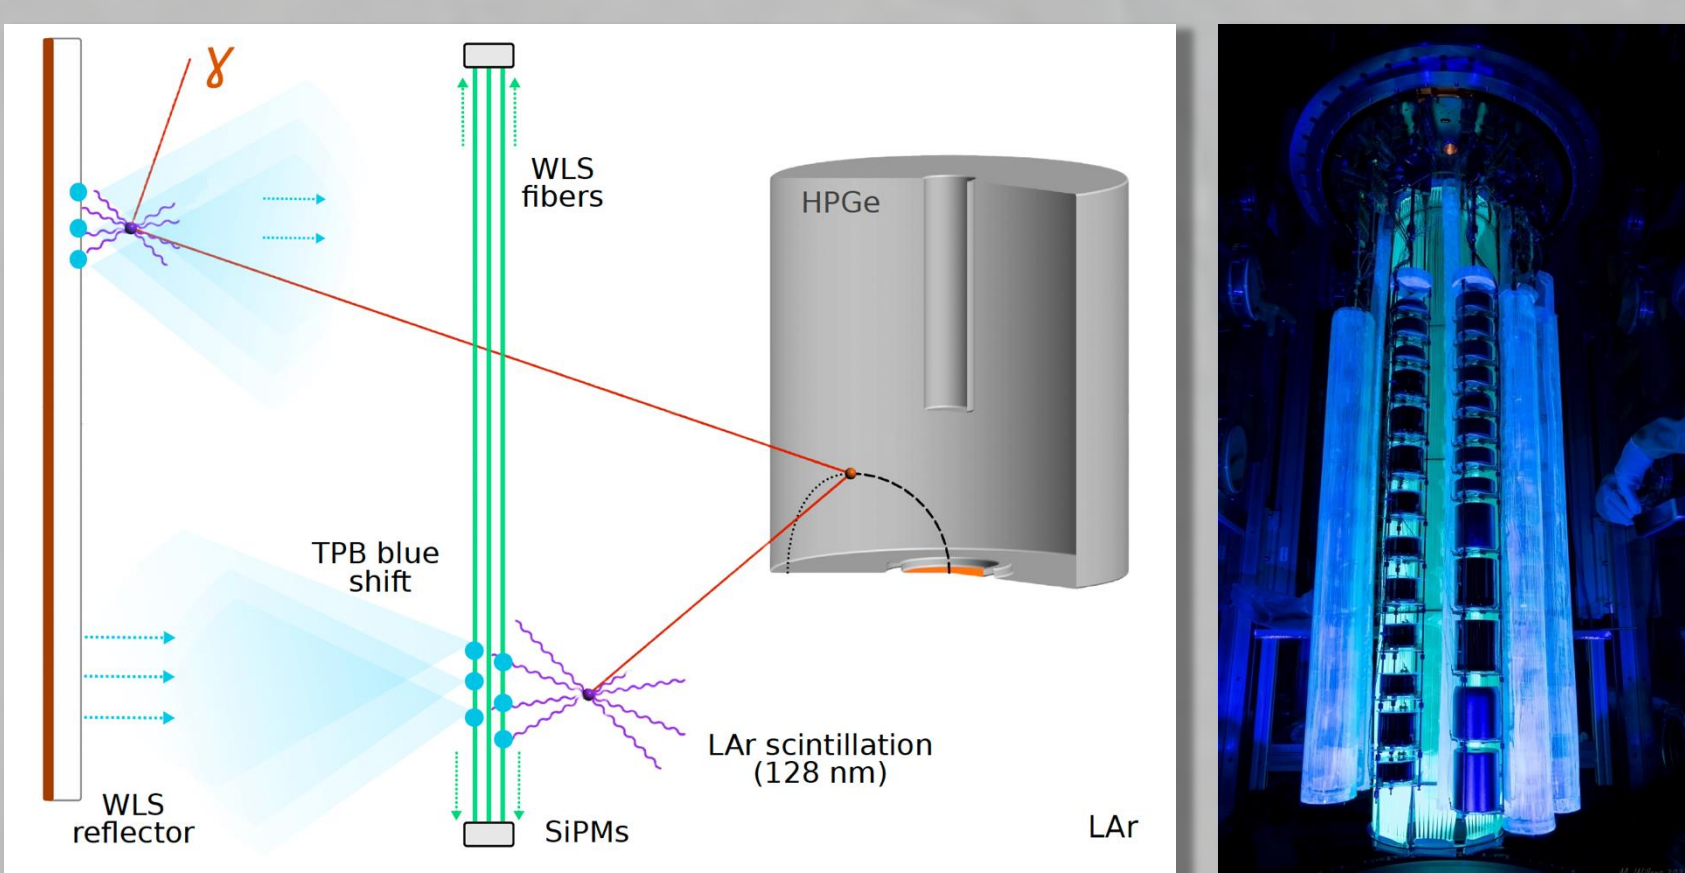 γ
WLS
fibers
HPGe
TPB blue
shift
LAr scintillation
(128 nm)
WLS
reflector
SiPMs
LAr